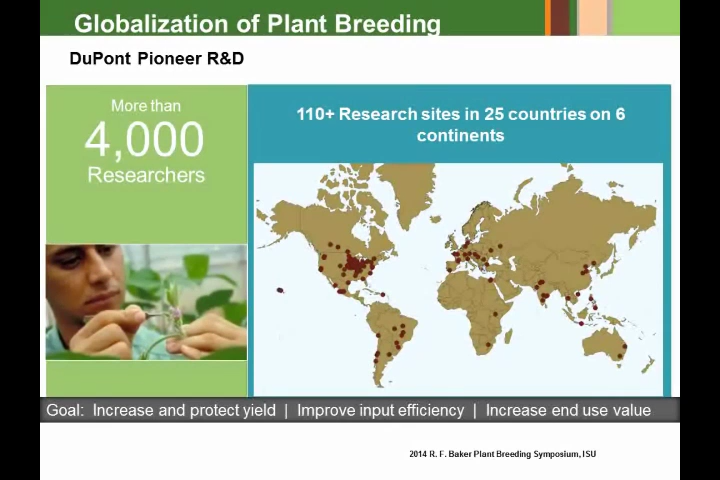 Globalization of Plant Breeding
DuPont Pioneer R&D
More than
4,000
Researchers
110+ Research sites in 25 countries on 6
continents
Goal: Increase and protect yield | Improve input efficiency | Increase end use value
2014 R. F. Baker Plant Breeding Symposium, ISU